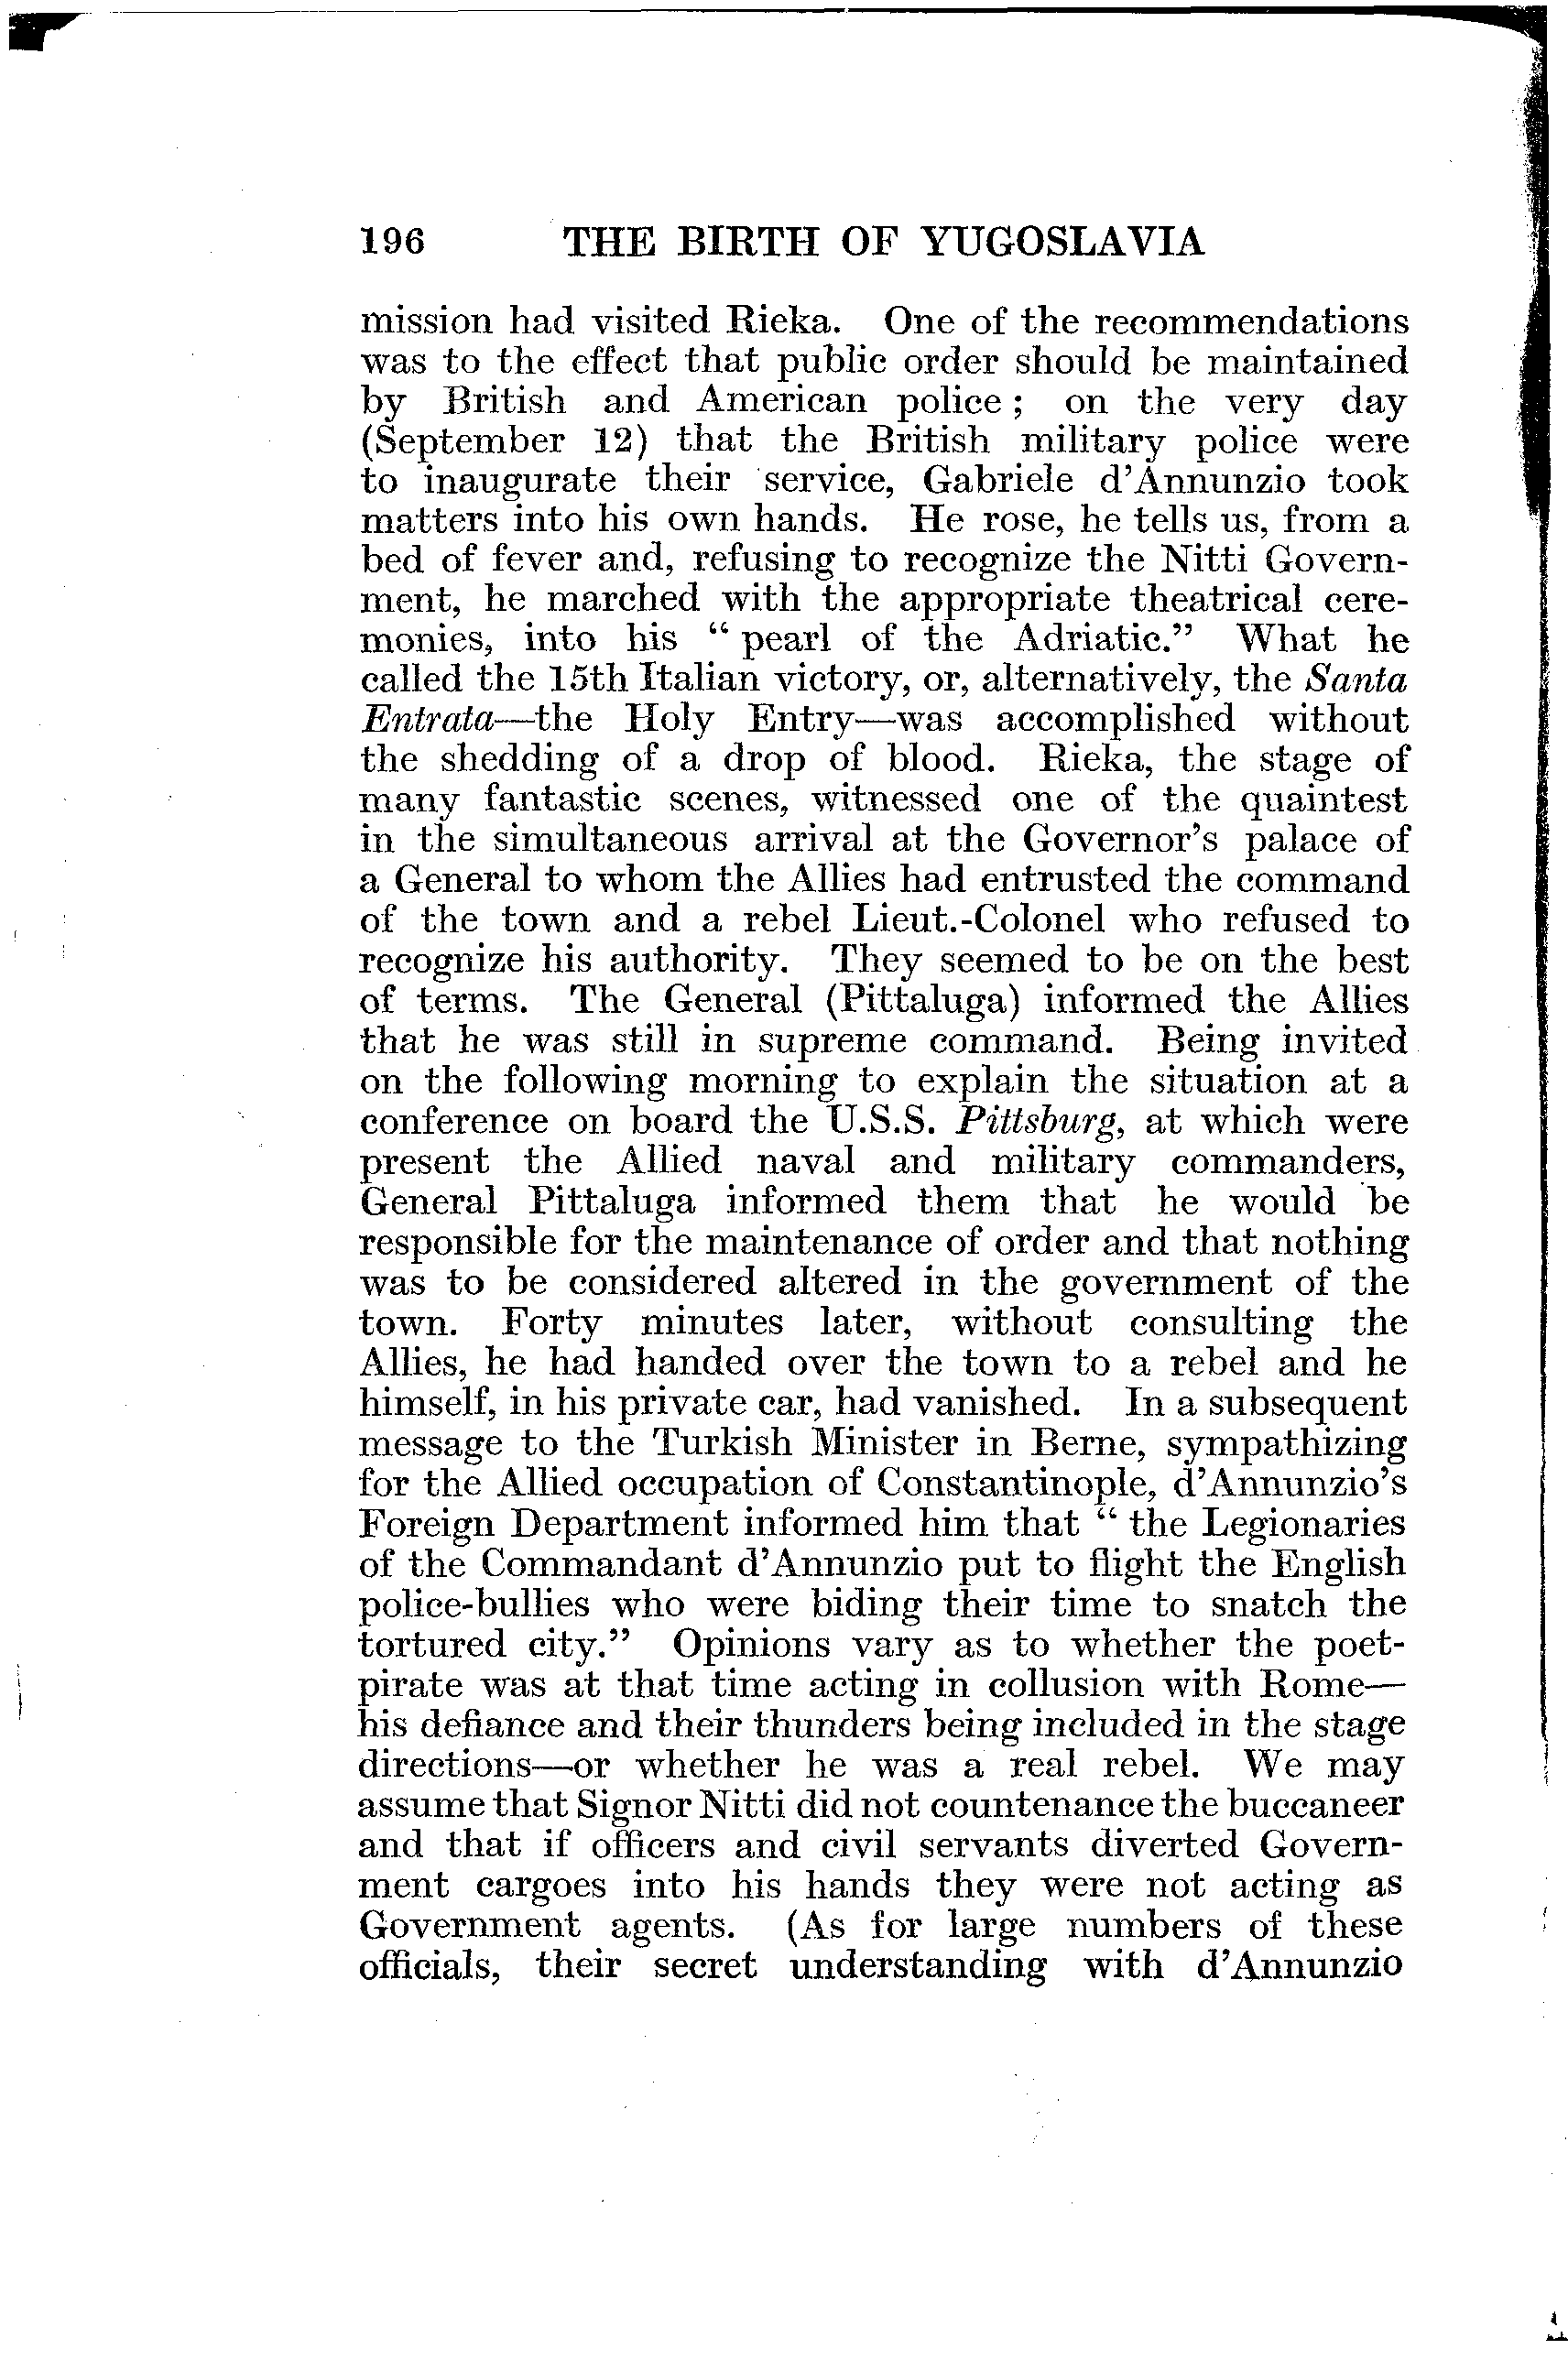 196 THE BIRTH OF YUGOSLAVIA
mission had visited Rieka. One of the recommendations
was to the effect that public order should be maintained
by British and American police ; on the very day
(September 12) that the British military police were
to inaugurate their service, Gabriele d'Annunzio took
matters into his own hands. He rose, he tells us, from a
bed of fever and, refusing to recognize the Nitti Govern-
ment, he marched with the appropriate theatrical cere-
monies, into his “ pearl of the Adriatic.” What he
called the 15th Italian victory, or, alternatively, the Santa
Entrata—the Holy Entry—was accomplished without
the shedding of a drop of blood. Rieka, the stage of
many fantastic scenes, witnessed one of the quaintest
in the simultaneous arrival at the Governor's palace of
a General to whom the Allies had entrusted the command
of the town and a rebel Lieut.-Colonel who refused to
recognize his authority. They seemed to be on the best
of terms. The General (Pittaluga) informed the Allies
that he was still in supreme command. Being invited
on the following morning to explain the situation at a
conference on board the U.S.S. Pittsburg, at which were
present the Allied naval and military commanders,
General Pittaluga informed them that he would be
responsible for the maintenance of order and that nothing
was to be considered altered in the government of the
town. Forty minutes later, without consulting the
Allies, he had handed over the town to a rebel and he
himself, in his private car, had vanished. In a subsequent
message to the Turkish Minister in Berne, sympathizing
for the Allied occupation of Constantinople, d'Annunzio's
Foreign Department informed him that “ the Legionaries
of the Commandant d'Annunzio put to flight the English
police-bullies who were biding their time to snatch the
tortured city.” Opinions vary as to whether the poet-
pirate was at that time acting in collusion with Rome—
his defiance and their thunders being included in the stage
directions—or whether he was a real rebel. We may
assume that Signor Nitti did not countenance the buccaneer
and that if officers and civil servants diverted Govern-
ment cargoes into his hands they were not acting as
Government agents. (As for large numbers of these
officials, their secret understanding with d'Annunzio